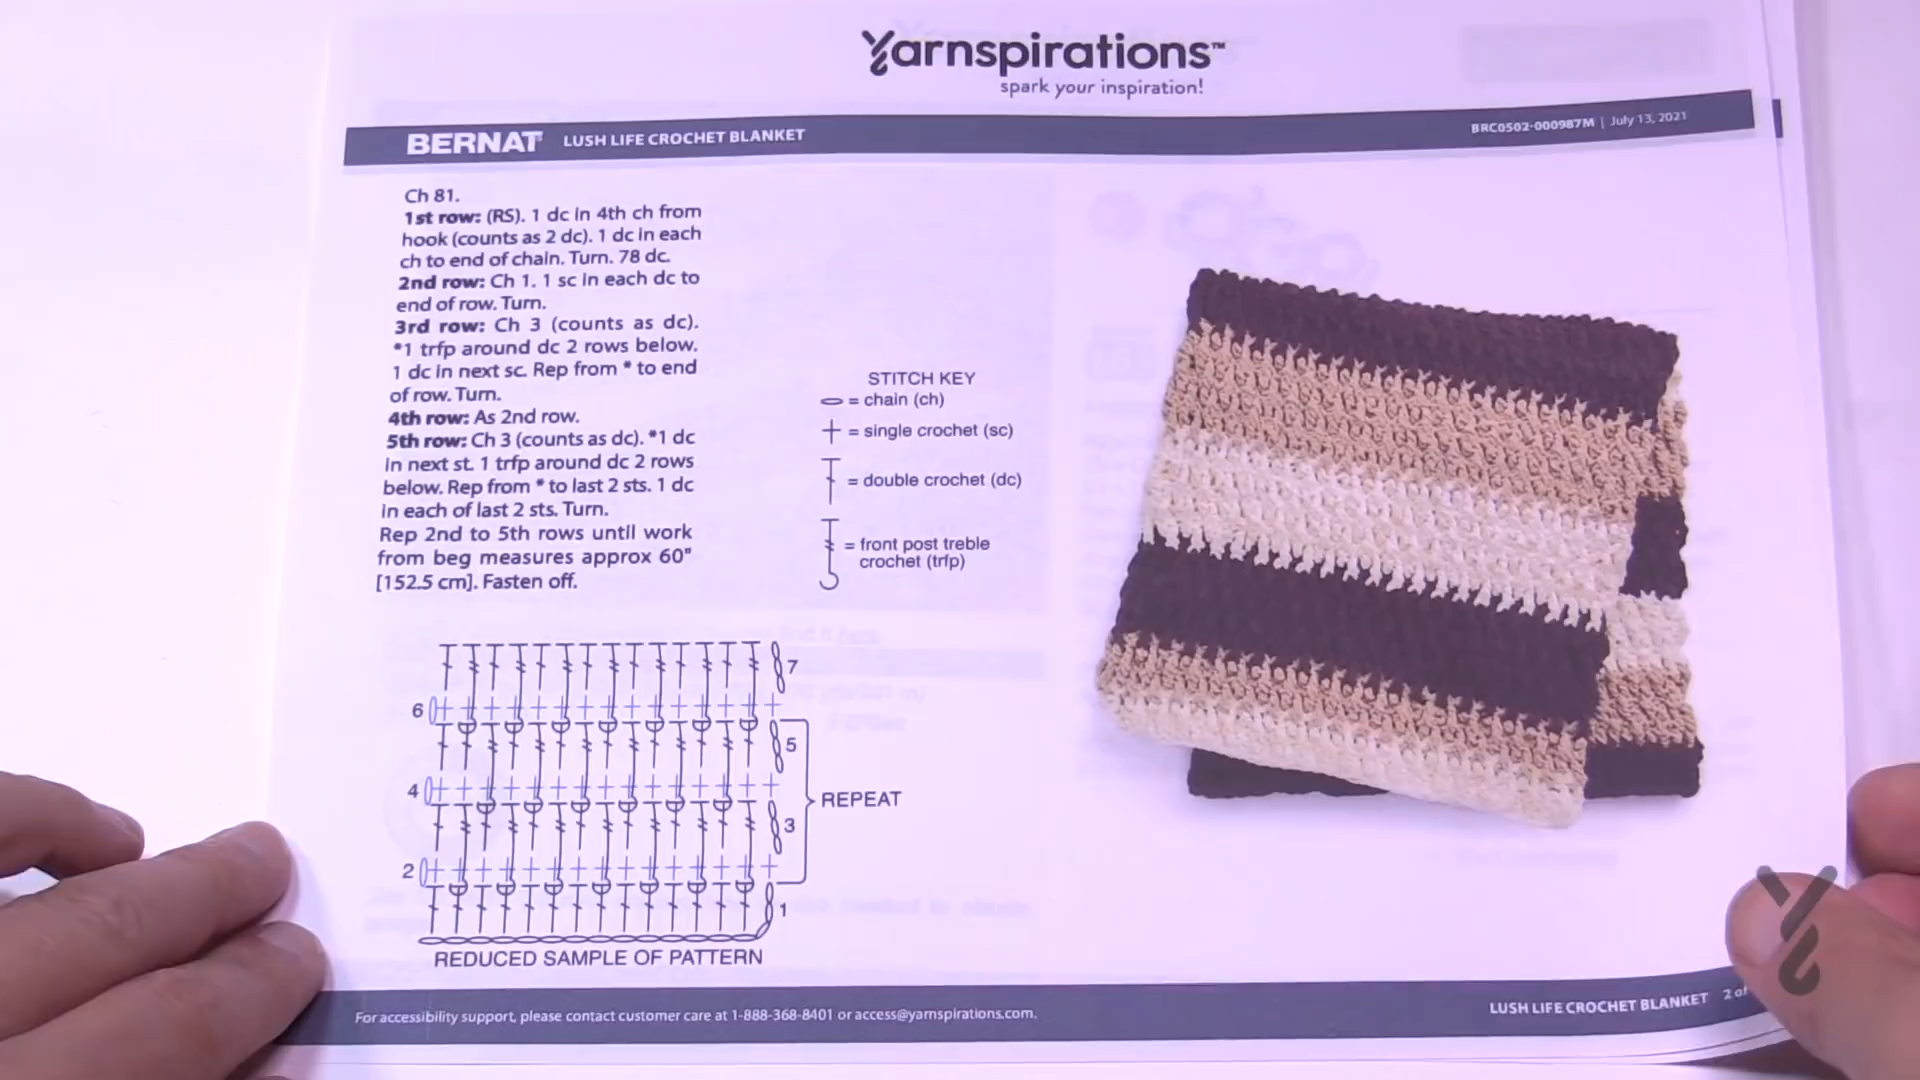 Yarnspirations™
spark your inspiration!
BERNAT® LUSH LIFE CROCHET BLANKET
BRC0502-000987M | July 13, 2021
Ch 81.
1st row: (RS). 1 dc in 4th ch from
hook (counts as 2 dc). 1 dc in each
ch to end of chain. Turn. 78 dc.
2nd row: Ch 1. 1 sc in each dc to
end of row. Turn.
3rd row: Ch 3 (counts as dc).
*1 trfp around dc 2 rows below.
1 dc in next sc. Rep from * to end
of row. Turn.
4th row: As 2nd row.
5th row: Ch 3 (counts as dc). *1 dc
in next st. 1 trfp around dc 2 rows
below. Rep from * to last 2 sts. 1 dc
in each of last 2 sts. Turn.
Rep 2nd to 5th rows until work
from beg measures approx 60"
[152.5 cm]. Fasten off.
STITCH KEY
= chain (ch)
= single crochet (sc)
= double crochet (dc)
= front post treble
crochet (trfp)
7
6
5
4
REPEAT
3
2
1
REDUCED SAMPLE OF PATTERN
For accessibility support, please contact customer care at 1-888-368-8401 or access@yarnspirations.com.
LUSH LIFE CROCHET BLANKET 2 of